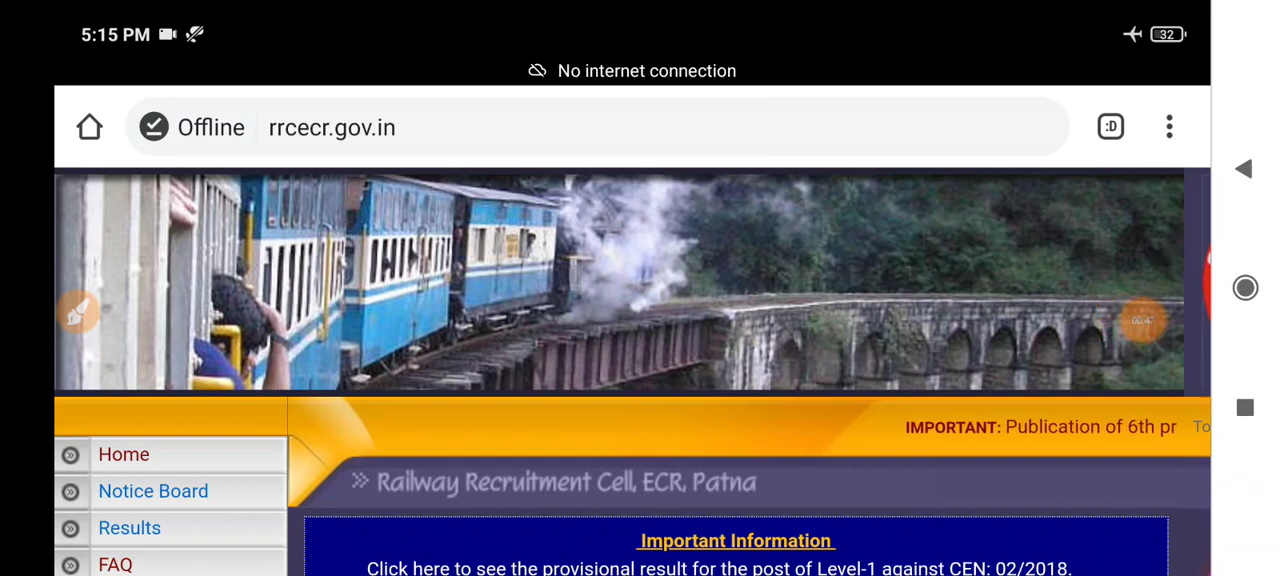 5:15 PM
32
No internet connection
Offline rrcecr.gov.in
:D
00:47
IMPORTANT: Publication of 6th pr To
Home
Notice Board
Results
FAQ
Railway Recruitment Cell, ECR, Patna
Important Information
Click here to see the provisional result for the post of Level-1 against CEN: 02/2018.